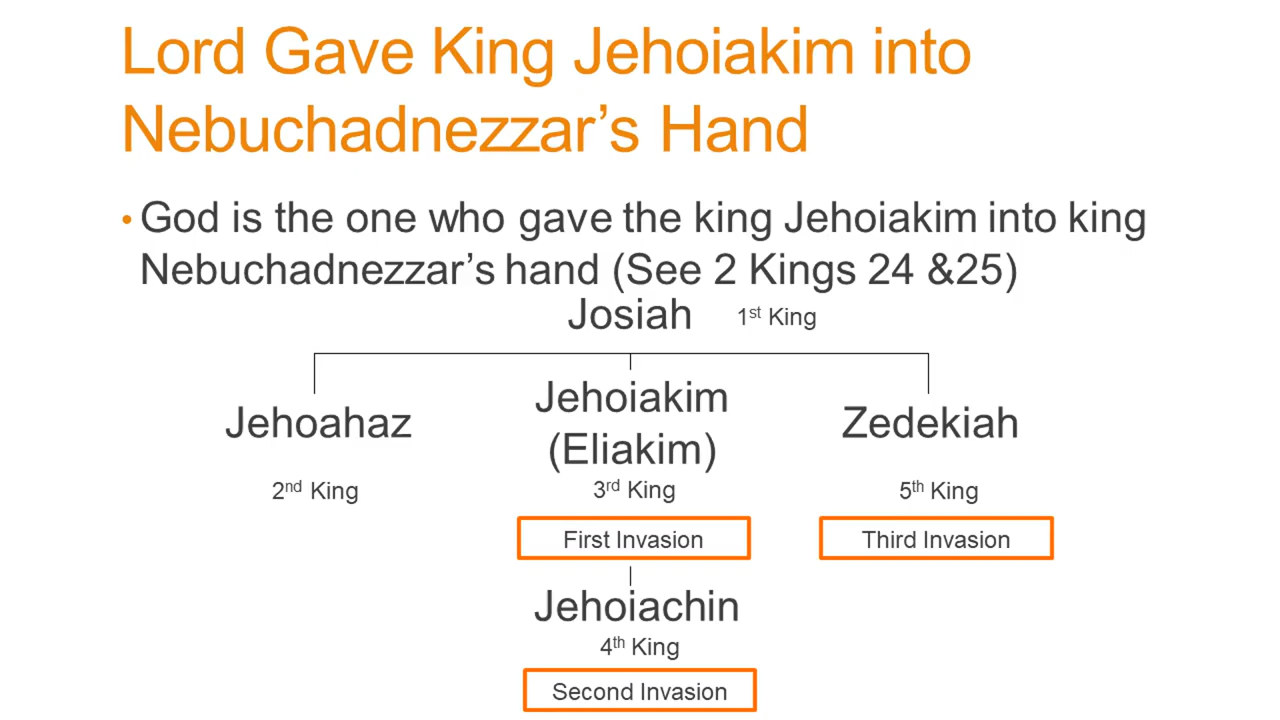 Lord Gave King Jehoiakim into
Nebuchadnezzar’s Hand
• God is the one who gave the king Jehoiakim into king
Nebuchadnezzar’s hand (See 2 Kings 24 &25)
Josiah 1st King
Jehoahaz
2nd King
Jehoiakim
(Eliakim)
3rd King
First Invasion
Zedekiah
5th King
Third Invasion
Jehoiachin
4th King
Second Invasion